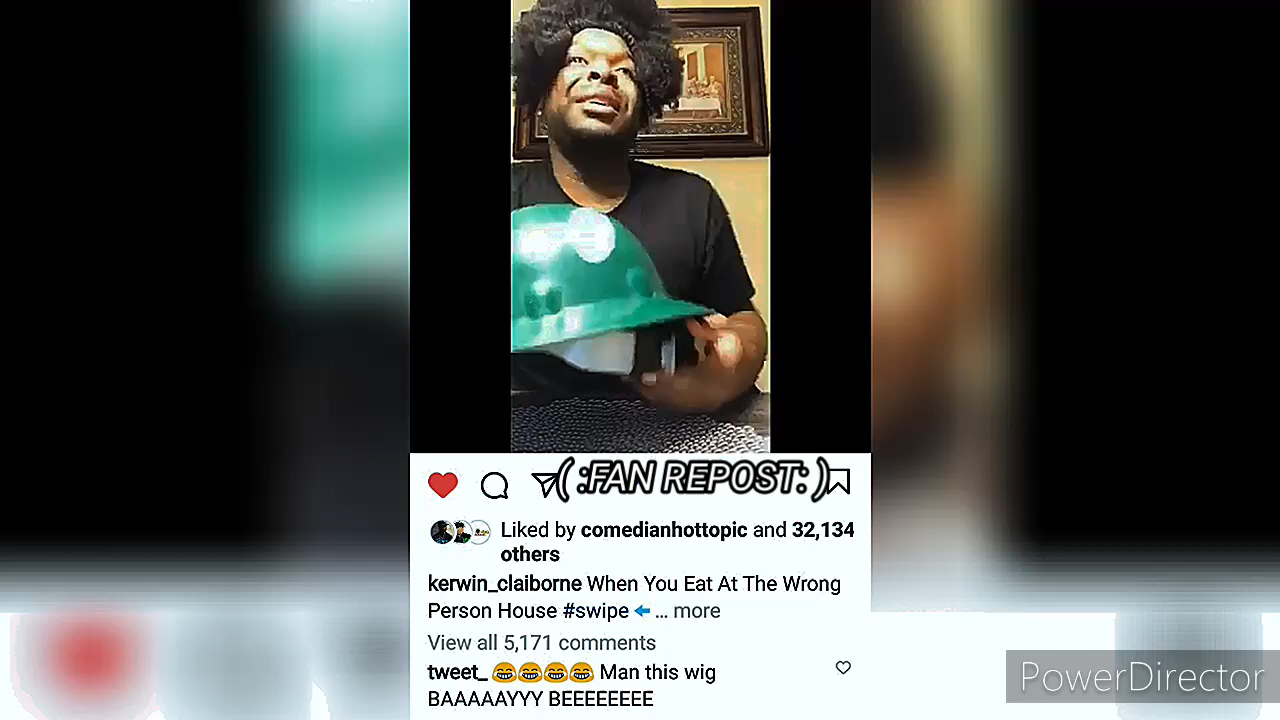 ( :FAN REPOST: )
Liked by comedianhottopic and 32,134
others
kerwin_claiborne When You Eat At The Wrong
Person House #swipe ⬅ ... more
View all 5,171 comments
tweet_ 😂😂😂😂 Man this wig
BAAAAAYYY BEEEEEEEE
PowerDirector